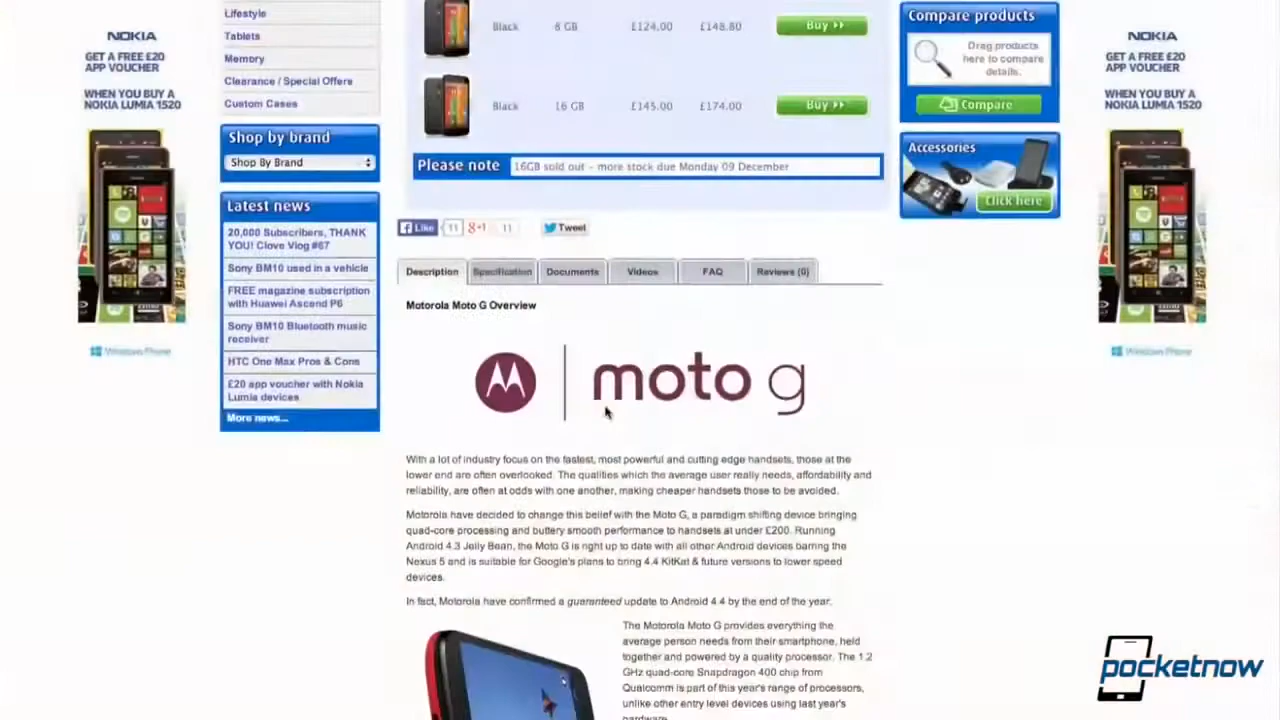 NOKIA
GET A FREE £20
APP VOUCHER
WHEN YOU BUY A
NOKIA LUMIA 1520
Windows Phone
Lifestyle
Tablets
Memory
Clearance / Special Offers
Custom Cases
Shop by brand
Shop By Brand
Latest news
20,000 Subscribers, THANK
YOU! Clove Vlog #67
Sony BM10 used in a vehicle
FREE magazine subscription
with Huawei Ascend P6
Sony BM10 Bluetooth music
receiver
HTC One Max Pros & Cons
£20 app voucher with Nokia
Lumia devices
More news...
Black 8 GB £124.00 £148.80 Buy
Black 16 GB £145.00 £174.00 Buy
Please note 16GB sold out - more stock due Monday 09 December
Like 11 g+1 11 Tweet
Description Specification Documents Videos FAQ Reviews (0)
Motorola Moto G Overview
moto g
With a lot of industry focus on the fastest, most powerful and cutting edge handsets, those at the
lower end are often overlooked. The qualities which the average user really needs, affordability and
reliability, are often at odds with one another, making cheaper handsets those to be avoided.
Motorola have decided to change this belief with the Moto G, a paradigm shifting device bringing
quad-core processing and buttery smooth performance to handsets at under £200. Running
Android 4.3 Jelly Bean, the Moto G is right up to date with all other Android devices barring the
Nexus 5 and is suitable for Google's plans to bring 4.4 KitKat & future versions to lower speed
devices.
In fact, Motorola have confirmed a guaranteed update to Android 4.4 by the end of the year.
The Motorola Moto G provides everything the
average person needs from their smartphone, held
together and powered by a quality processor. The 1.2
GHz quad-core Snapdragon 400 chip from
Qualcomm is part of this year's range of processors,
unlike other entry level devices using last year's
hardware.
Compare products
Drag products
here to compare
details.
Compare
Accessories
Click here
NOKIA
GET A FREE £20
APP VOUCHER
WHEN YOU BUY A
NOKIA LUMIA 1520
Windows Phone
pocketnow